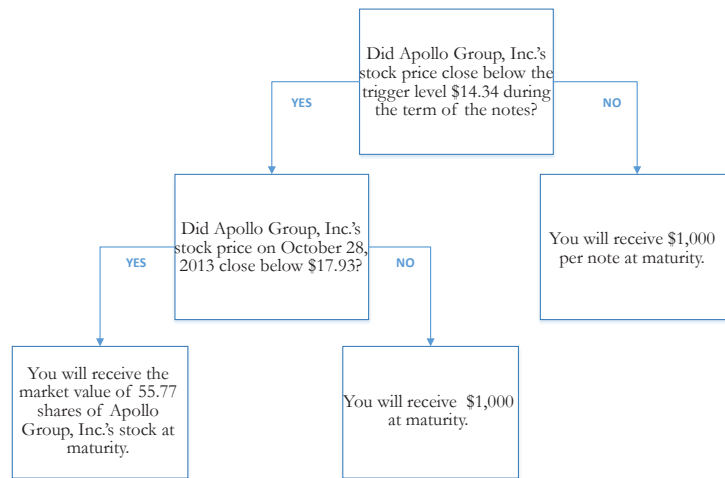 Did Apollo Group, Inc.'s
stock price close below the
trigger level $14.34 during
the term of the notes?
YES
NO
Did Apollo Group, Inc.'s
stock price on October 28,
2013 close below $17.93?
You will receive $1,000
per note at maturity.
YES
NO
You will receive the
market value of 55.77
shares of Apollo
Group, Inc.'s stock at
maturity.
You will receive $1,000
at maturity.